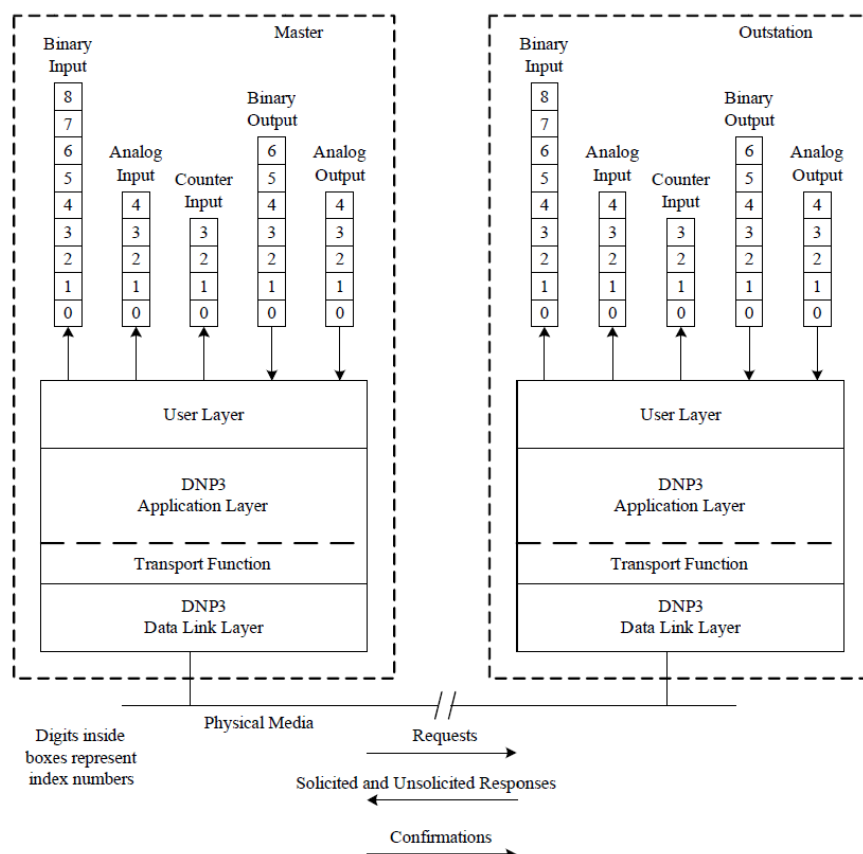 Master
Binary
Input
8
7
6
5
4
3
2
1
0
Analog
Input
4
3
2
1
0
Counter
Input
3
2
1
0
Binary
Output
6
5
4
3
2
1
0
Analog
Output
4
3
2
1
0
User Layer
DNP3
Application Layer
Transport Function
DNP3
Data Link Layer
Outstation
Binary
Input
8
7
6
5
4
3
2
1
0
Analog
Input
4
3
2
1
0
Counter
Input
3
2
1
0
Binary
Output
6
5
4
3
2
1
0
Analog
Output
4
3
2
1
0
User Layer
DNP3
Application Layer
Transport Function
DNP3
Data Link Layer
Physical Media
Digits inside
boxes represent
index numbers
Requests
Solicited and Unsolicited Responses
Confirmations